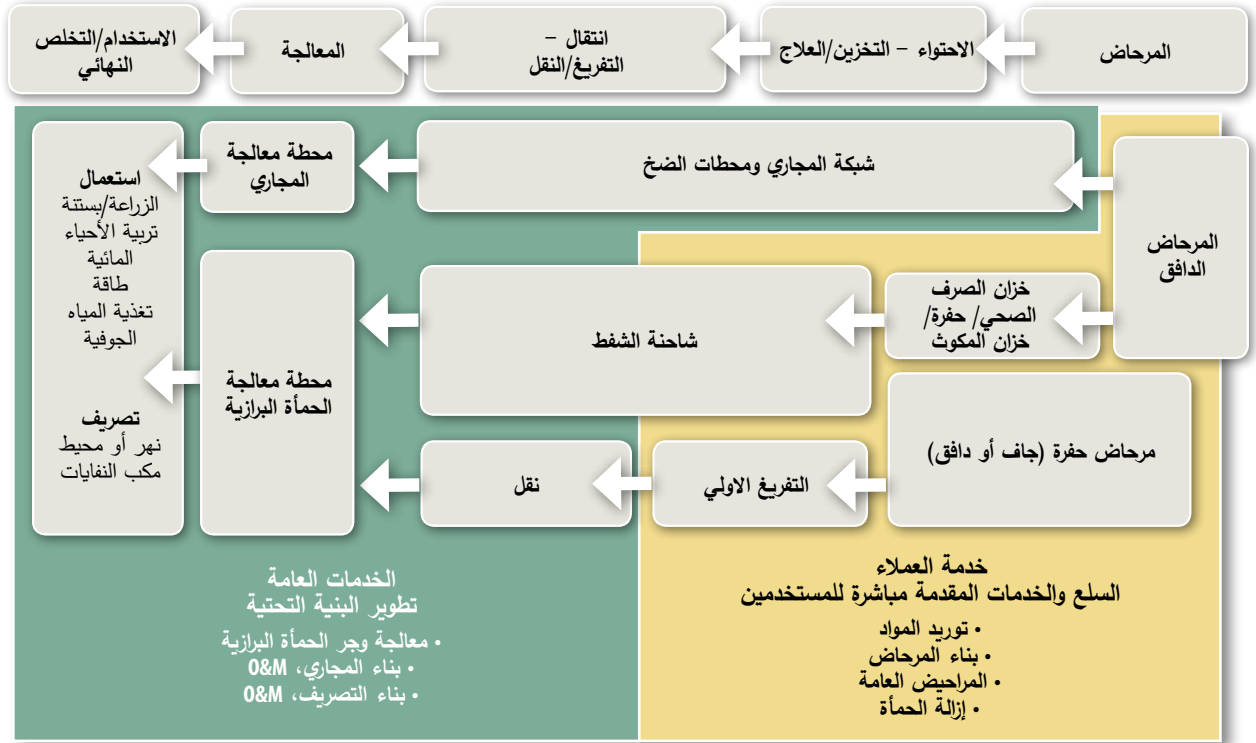 المرحاض
الاحتواء – التخزين/العلاج
انتقال –
التفريغ/النقل
المعالجة
الاستخدام/التخلص
النهائي
المرحاض
الدافق
شبكة المجاري ومحطات الضخ
محطة معالجة
المجاري
استعمال
الزراعة/بستنة
تربية الأحياء
المائية
طاقة
تغذية المياه
الجوفية
تصريف
نهر أو محيط
مكب النفايات
خزان الصرف
الصحي/ حفرة/
خزان المكوث
شاحنة الشفط
محطة معالجة
الحمأة البرازية
مرحاض حفرة (جاف أو دافق)
التفريغ الاولي
نقل
خدمة العملاء
السلع والخدمات المقدمة مباشرة للمستخدمين
• توريد المواد
• بناء المرحاض
• المراحيض العامة
• إزالة الحمأة
الخدمات العامة
تطوير البنية التحتية
• معالجة وجر الحمأة البرازية
• بناء المجاري، O&M
• بناء التصريف، O&M